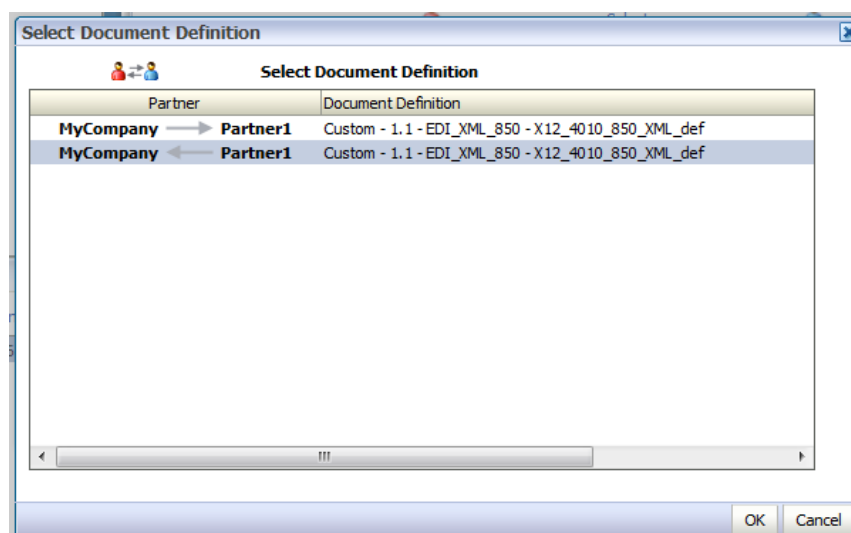 Select Document Definition
Select Document Definition
Partner Document Definition
MyCompany Partner1 Custom - 1.1 - EDI_XML_850 - X12_4010_850_XML_def
MyCompany Partner1 Custom - 1.1 - EDI_XML_850 - X12_4010_850_XML_def
OK Cancel